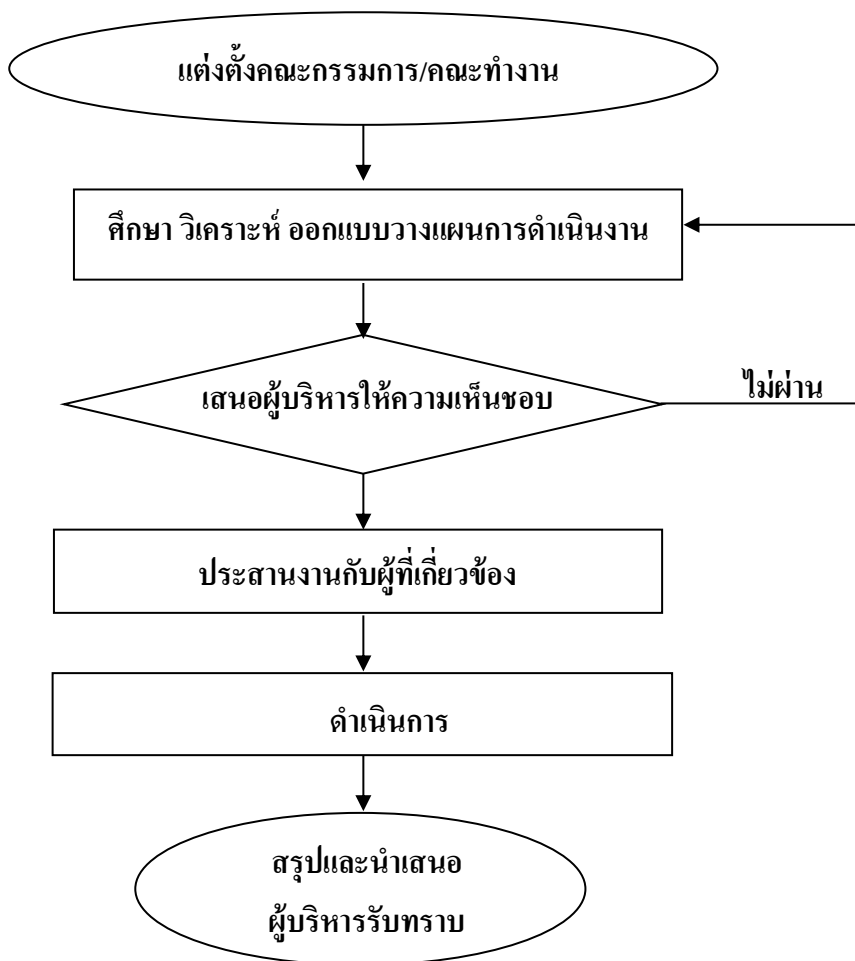 แต่งตั้งคณะกรรมการ/คณะทำงาน
ศึกษา วิเคราะห์ ออกแบบวางแผนการดำเนินงาน
เสนอผู้บริหารให้ความเห็นชอบ
ไม่ผ่าน
ประสานงานกับผู้ที่เกี่ยวข้อง
ดำเนินการ
สรุปและนำเสนอ
ผู้บริหารรับทราบ